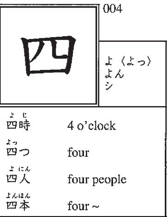 004
四
よ〈よっ〉
よん
シ
よ じ
四時 4 o'clock
よっ
四つ four
よ にん
四人 four people
よんほん
四本 four ~